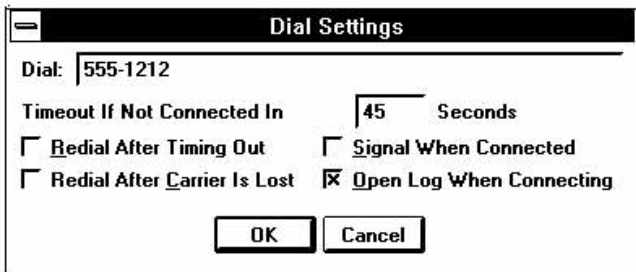 Dial Settings
Dial: 555-1212
Timeout If Not Connected In 45 Seconds
Redial After Timing Out Signal When Connected
Redial After Carrier Is Lost Open Log When Connecting
OK Cancel